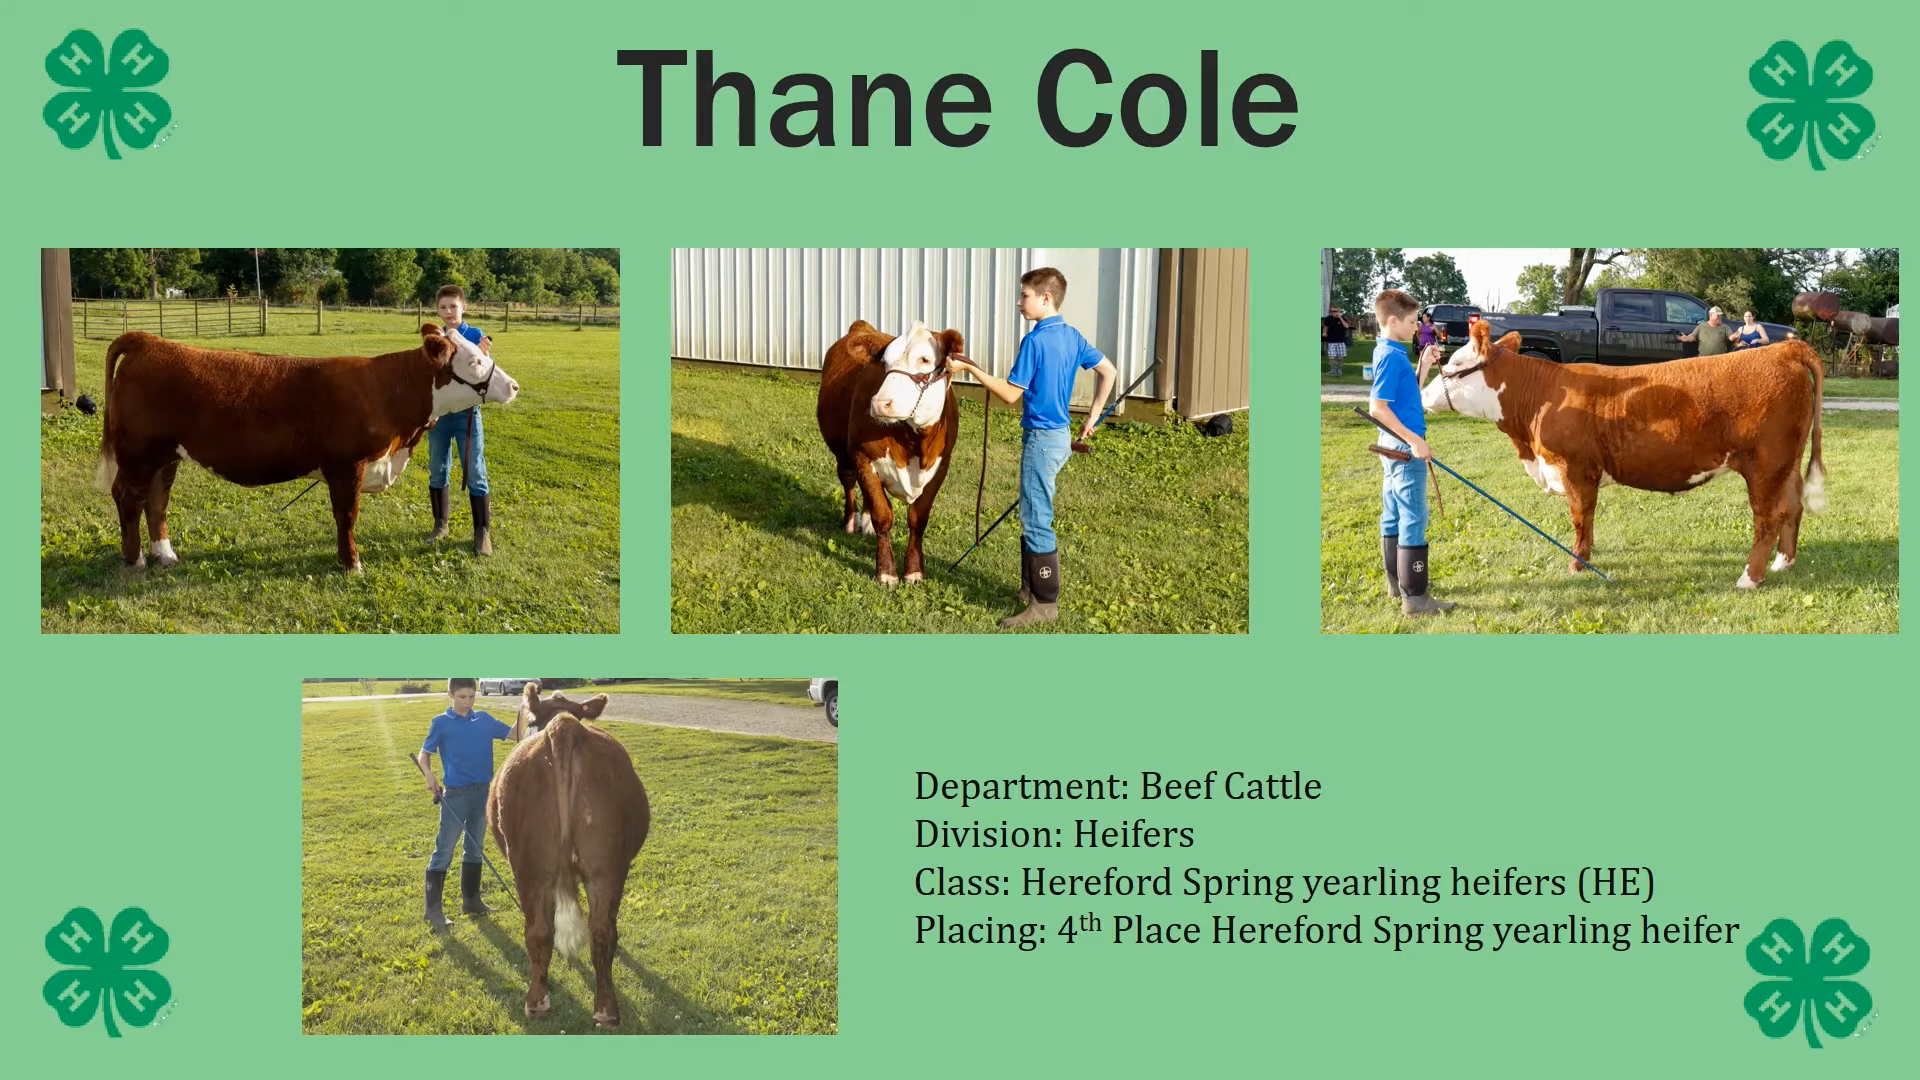 Thane Cole
H H
H H
H H
H H
Department: Beef Cattle
Division: Heifers
Class: Hereford Spring yearling heifers (HE)
Placing: 4th Place Hereford Spring yearling heifer
H H
H H
H H
H H